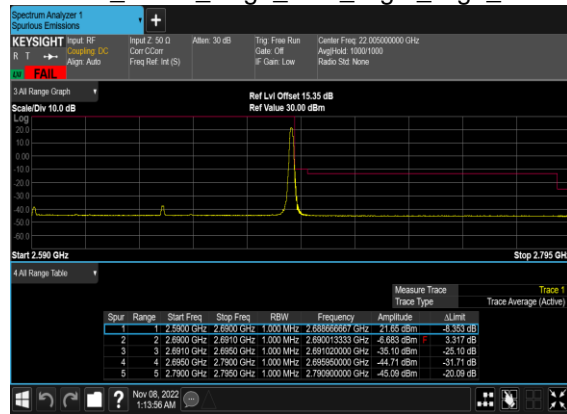 Spectrum Analyzer 1
Spurious Emissions
+
KEYSIGHT
R T
LW FAIL
Input: RF
Coupling: DC
Align: Auto
Input Z: 50 Ω
Corr CCorr
Freq Ref: Int (S)
Atten: 30 dB
Trig: Free Run
Gate: Off
IF Gain: Low
Center Freq: 22.005000000 GHz
Avg|Hold: 1000/1000
Radio Std: None
3 All Range Graph
Ref Lvl Offset 15.35 dB
Scale/Div 10.0 dB
Ref Value 30.00 dBm
Log
20.0
10.0
0.00
-10.0
-20.0
-30.0
-40.0
-50.0
-60.0
Start 2.590 GHz
Stop 2.795 GH
4 All Range Table
Measure Trace Trace 1
Trace Type Trace Average (Active)
Spur Range Start Freq Stop Freq RBW Frequency Amplitude ΔLimit
1 1 2.5900 GHz 2.6900 GHz 1.000 MHz 2.688666667 GHz 21.65 dBm -8.353 dB
2 2 2.6900 GHz 2.6910 GHz 1.000 MHz 2.690013333 GHz -6.683 dBm F 3.317 dB
3 3 2.6910 GHz 2.6950 GHz 1.000 MHz 2.691020000 GHz -35.10 dBm -25.10 dB
4 4 2.6950 GHz 2.7900 GHz 1.000 MHz 2.695950000 GHz -44.71 dBm -31.71 dB
5 5 2.7900 GHz 2.7950 GHz 1.000 MHz 2.790900000 GHz -45.09 dBm -20.09 dB
?
Nov 08, 2022
1:13:56 AM